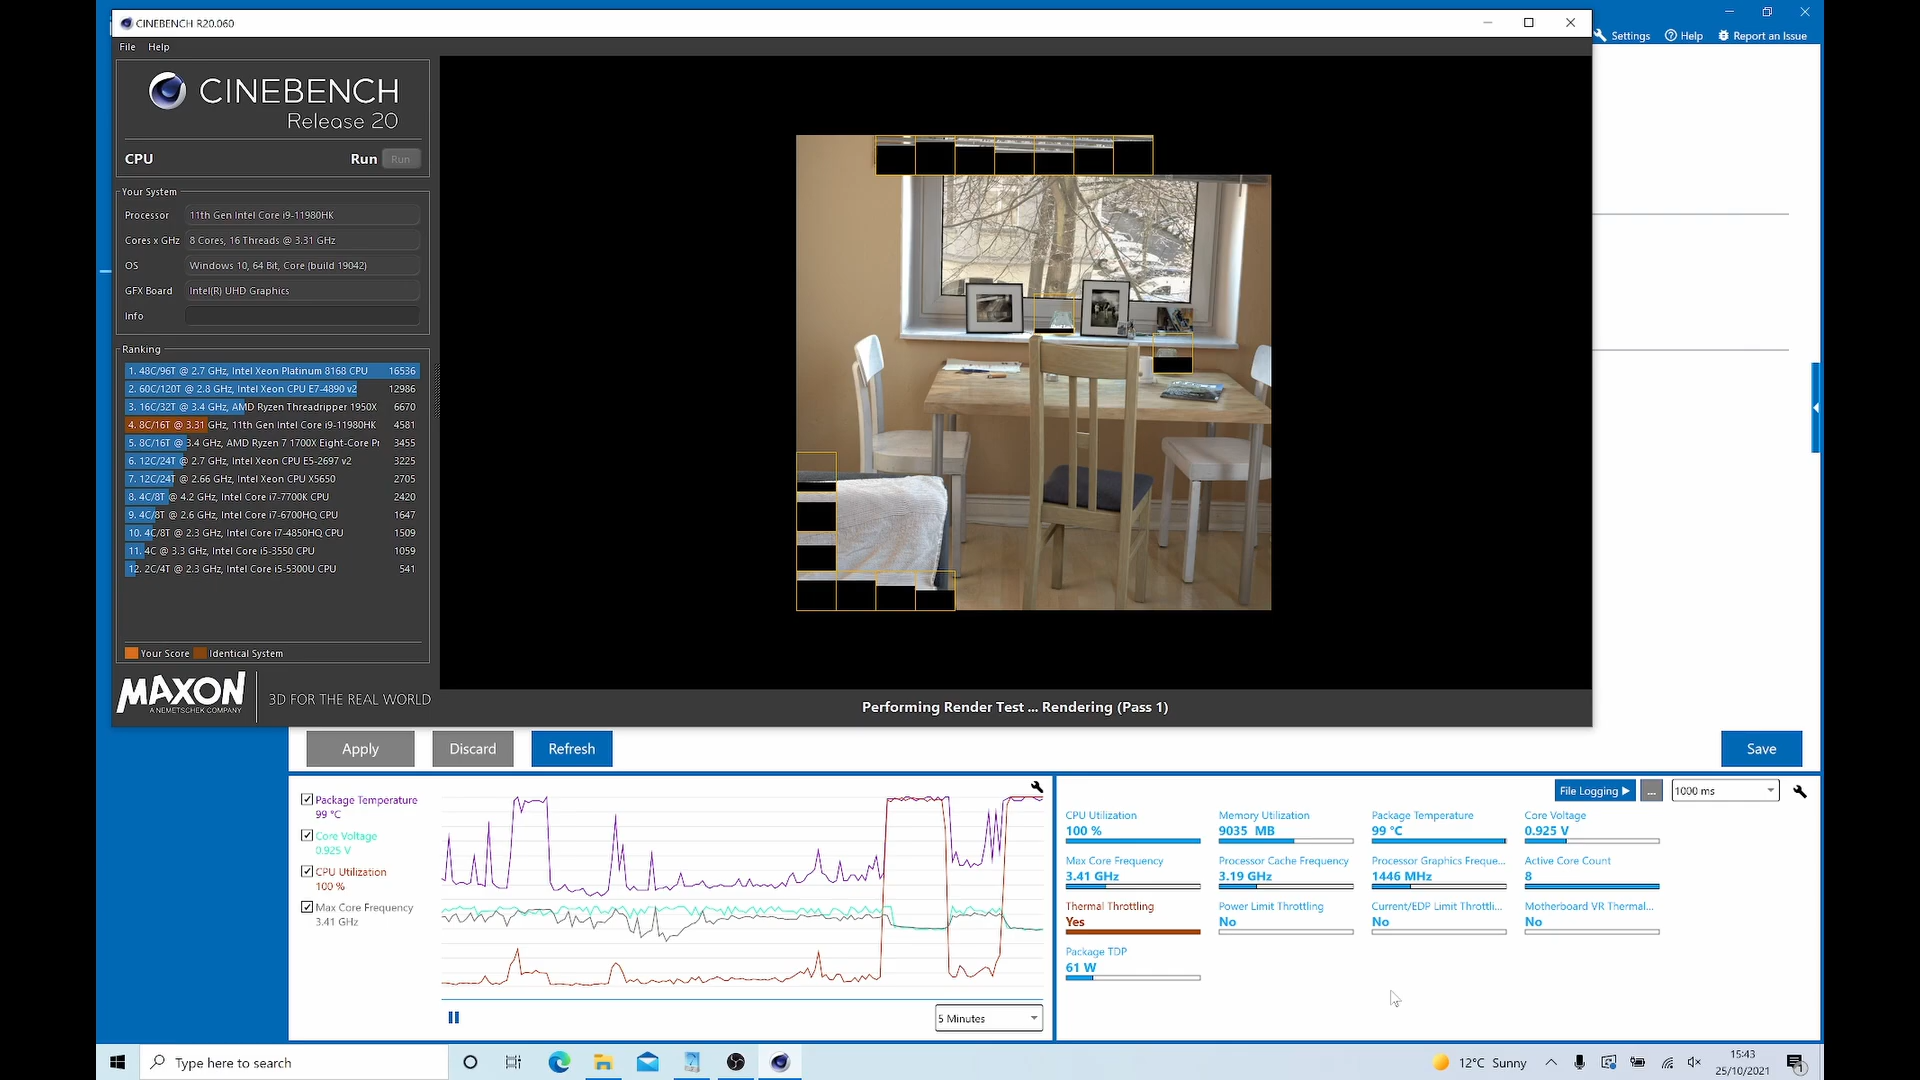 CINEBENCH R20.060
Settings
Help
Report an Issue
File Help
CINEBENCH
Release 20
CPU
Run Run
Your System
Processor 11th Gen Intel Core i9-11980HK
Cores x GHz 8 Cores, 16 Threads @ 3.31 GHz
OS Windows 10, 64 Bit, Core (build 19042)
GFX Board Intel(R) UHD Graphics
Info
Ranking
1. 48C/96T @ 2.7 GHz, Intel Xeon Platinum 8168 CPU 16536
2. 60C/120T @ 2.8 GHz, Intel Xeon CPU E7-4890 v2 12986
3. 16C/32T @ 3.4 GHz, AMD Ryzen Threadripper 1950X 6670
4. 8C/16T @ 3.31 GHz, 11th Gen Intel Core i9-11980HK 4581
5. 8C/16T @ 3.4 GHz, AMD Ryzen 7 1700X Eight-Core Pr 3455
6. 12C/24T @ 2.7 GHz, Intel Xeon CPU E5-2697 v2 3225
7. 12C/24T @ 2.66 GHz, Intel Xeon CPU X5650 2705
8. 4C/8T @ 4.2 GHz, Intel Core i7-7700K CPU 2420
9. 4C/8T @ 2.6 GHz, Intel Core i7-6700HQ CPU 1647
10. 4C/8T @ 2.3 GHz, Intel Core i7-4850HQ CPU 1509
11. 4C @ 3.3 GHz, Intel Core i5-3550 CPU 1059
12. 2C/4T @ 2.3 GHz, Intel Core i5-5300U CPU 541
Your Score Identical System
MAXON
A NEMETSCHEK COMPANY
3D FOR THE REAL WORLD
Performing Render Test ... Rendering (Pass 1)
Apply Discard Refresh Save
Package Temperature
99 °C
Core Voltage
0.925 V
CPU Utilization
100 %
Max Core Frequency
3.41 GHz
5 Minutes
File Logging ... 1000 ms
CPU Utilization Memory Utilization Package Temperature Core Voltage
100 % 9035 MB 99 °C 0.925 V
Max Core Frequency Processor Cache Frequency Processor Graphics Freque... Active Core Count
3.41 GHz 3.19 GHz 1446 MHz 8
Thermal Throttling Power Limit Throttling Current/EDP Limit Throttli... Motherboard VR Thermal...
Yes No No No
Package TDP
61 W
Type here to search
12°C Sunny
15:43
25/10/2021
1